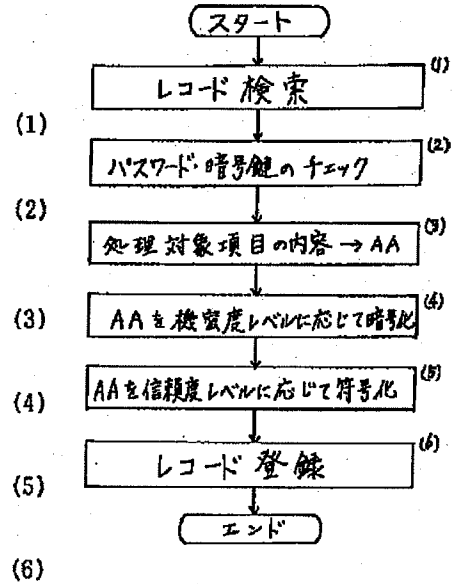 スタート
(1)
レコード検索
(1)
(2)
パスワード・暗号鍵のチェック
(2)
(3)
処理対象項目の内容→AA
(3)
(4)
AAを機密度レベルに応じて暗号化
(4)
(5)
AAを信頼度レベルに応じて符号化
(6)
レコード登録
(5)
エンド
(6)